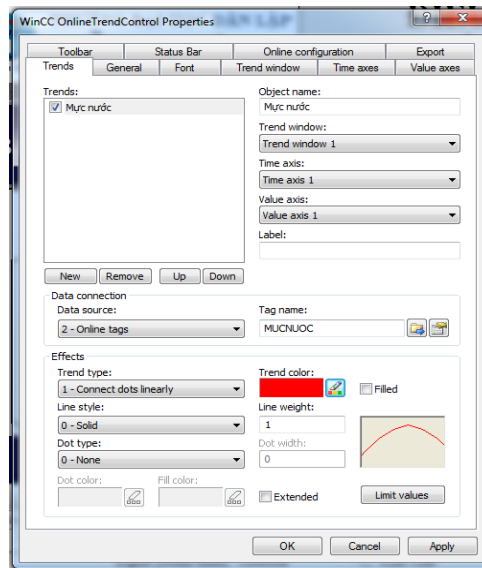 WinCC OnlineTrendControl Properties
Toolbar Status Bar Online configuration Export
Trends General Font Trend window Time axes Value axes
Trends: Object name:
Mực nước Mực nước
Trend window:
Trend window 1
Time axis:
Time axis 1
Value axis:
Value axis 1
Label:
New Remove Up Down
Data connection
Data source: Tag name:
2 - Online tags MUCNUOC
Effects
Trend type: Trend color:
1 - Connect dots linearly Filled
Line style: Line weight:
0 - Solid 1
Dot type: Dot width:
0 - None 0
Dot color: Fill color:
Extended Limit values
OK Cancel Apply